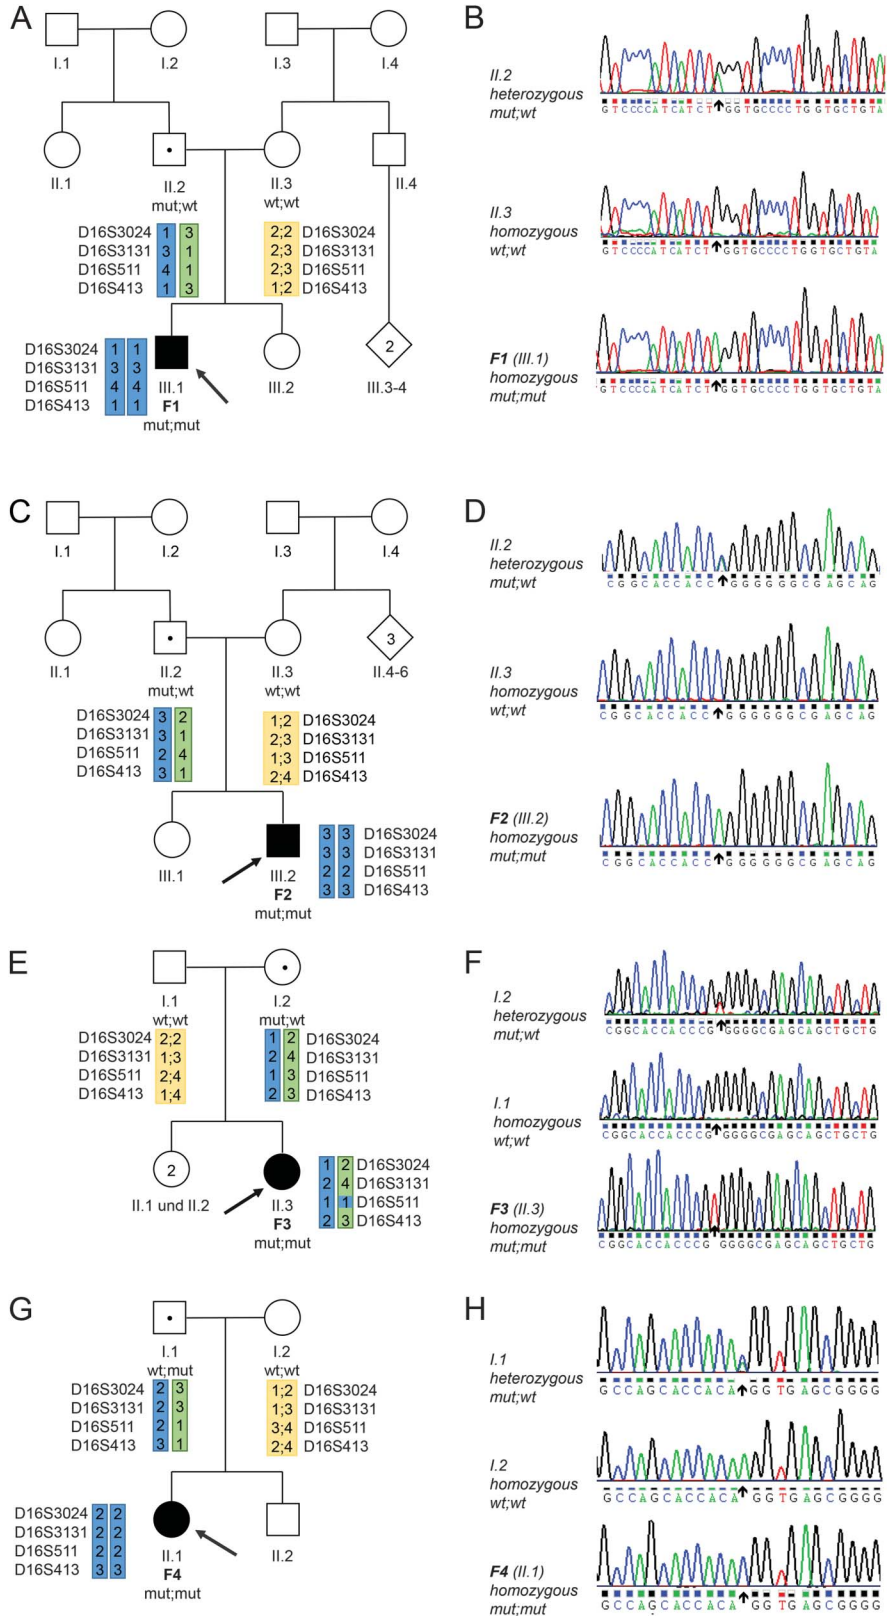 A
I.1
I.2
I.3
I.4
II.1
II.2
mut;wt
II.3
wt;wt
II.4
D16S3024 1 3 2;2 D16S3024
D16S3131 3 1 2;3 D16S3131
D16S511 4 1 2;3 D16S511
D16S413 1 3 1;2 D16S413
D16S3024 1 1
D16S3131 3 3
D16S511 4 4
D16S413 1 1
III.1
F1
mut;mut
III.2
2
III.3-4
B
II.2
heterozygous
mut;wt
GTCCCCATCATCTGGTGCCCCTGGTGCTGTA
II.3
homozygous
wt;wt
GTCCCCATCATCTGGTGCCCCTGGTGCTGTA
F1 (III.1)
homozygous
mut;mut
GTCCCCATCATCTGGTGCCCCTGGTGCTGTA
C
I.1
I.2
I.3
I.4
II.1
II.2
mut;wt
II.3
wt;wt
3
II.4-6
D16S3024 3 2 1;2 D16S3024
D16S3131 3 1 2;3 D16S3131
D16S511 2 4 1;3 D16S511
D16S413 3 1 2;4 D16S413
III.1
III.2
F2
mut;mut
3 3 D16S3024
3 3 D16S3131
2 2 D16S511
3 3 D16S413
D
II.2
heterozygous
mut;wt
CGGCACCACCGGGGGGCGAGCAG
II.3
homozygous
wt;wt
CGGCACCACCGGGGGGCGAGCAG
F2 (III.2)
homozygous
mut;mut
CGGCACCACCGGGGGGCGAGCAG
E
I.1
wt;wt
I.2
mut;wt
D16S3024 2;2 1 2 D16S3024
D16S3131 1;3 2 4 D16S3131
D16S511 2;4 1 3 D16S511
D16S413 1;4 2 3 D16S413
2
II.1 und II.2
II.3
F3
mut;mut
1 2 D16S3024
2 4 D16S3131
1 1 D16S511
2 3 D16S413
F
I.2
heterozygous
mut;wt
CGGCACCACCCGGGGGCGAGCAGCTGCTG
I.1
homozygous
wt;wt
CGGCACCACCCGGGGGCGAGCAGCTGCTG
F3 (II.3)
homozygous
mut;mut
CGGCACCACCCG GGGGCGAGCAGCTGCTG
G
I.1
wt;mut
I.2
wt;wt
D16S3024 2 3 1;2 D16S3024
D16S3131 2 3 1;3 D16S3131
D16S511 2 1 3;4 D16S511
D16S413 3 1 2;4 D16S413
D16S3024 2 2
D16S3131 2 2
D16S511 2 2
D16S413 3 3
II.1
F4
mut;mut
II.2
H
I.1
heterozygous
mut;wt
GCCAGCACCACAGGTGAGCGGGG
I.2
homozygous
wt;wt
GCCAGCACCACAGGTGAGCGGGG
F4 (II.1)
homozygous
mut;mut
GCCAGCACCACAGGTGAGCGGGG